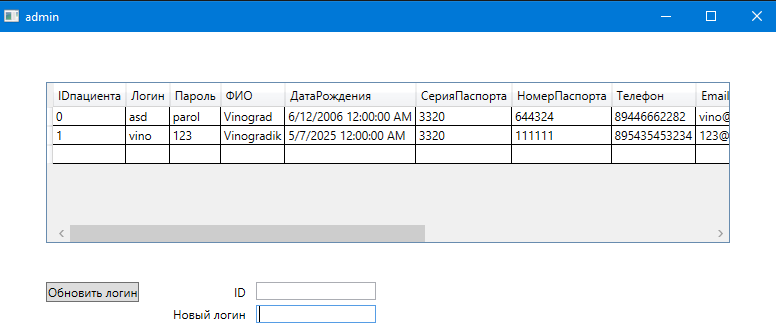 admin
IDпациента Логин Пароль ФИО ДатаРождения СерияПаспорта НомерПаспорта Телефон Email
0 asd parol Vinograd 6/12/2006 12:00:00 AM 3320 644324 89446662282 vino@
1 vino 123 Vinogradik 5/7/2025 12:00:00 AM 3320 111111 895435453234 123@
Обновить логин ID
Новый логин